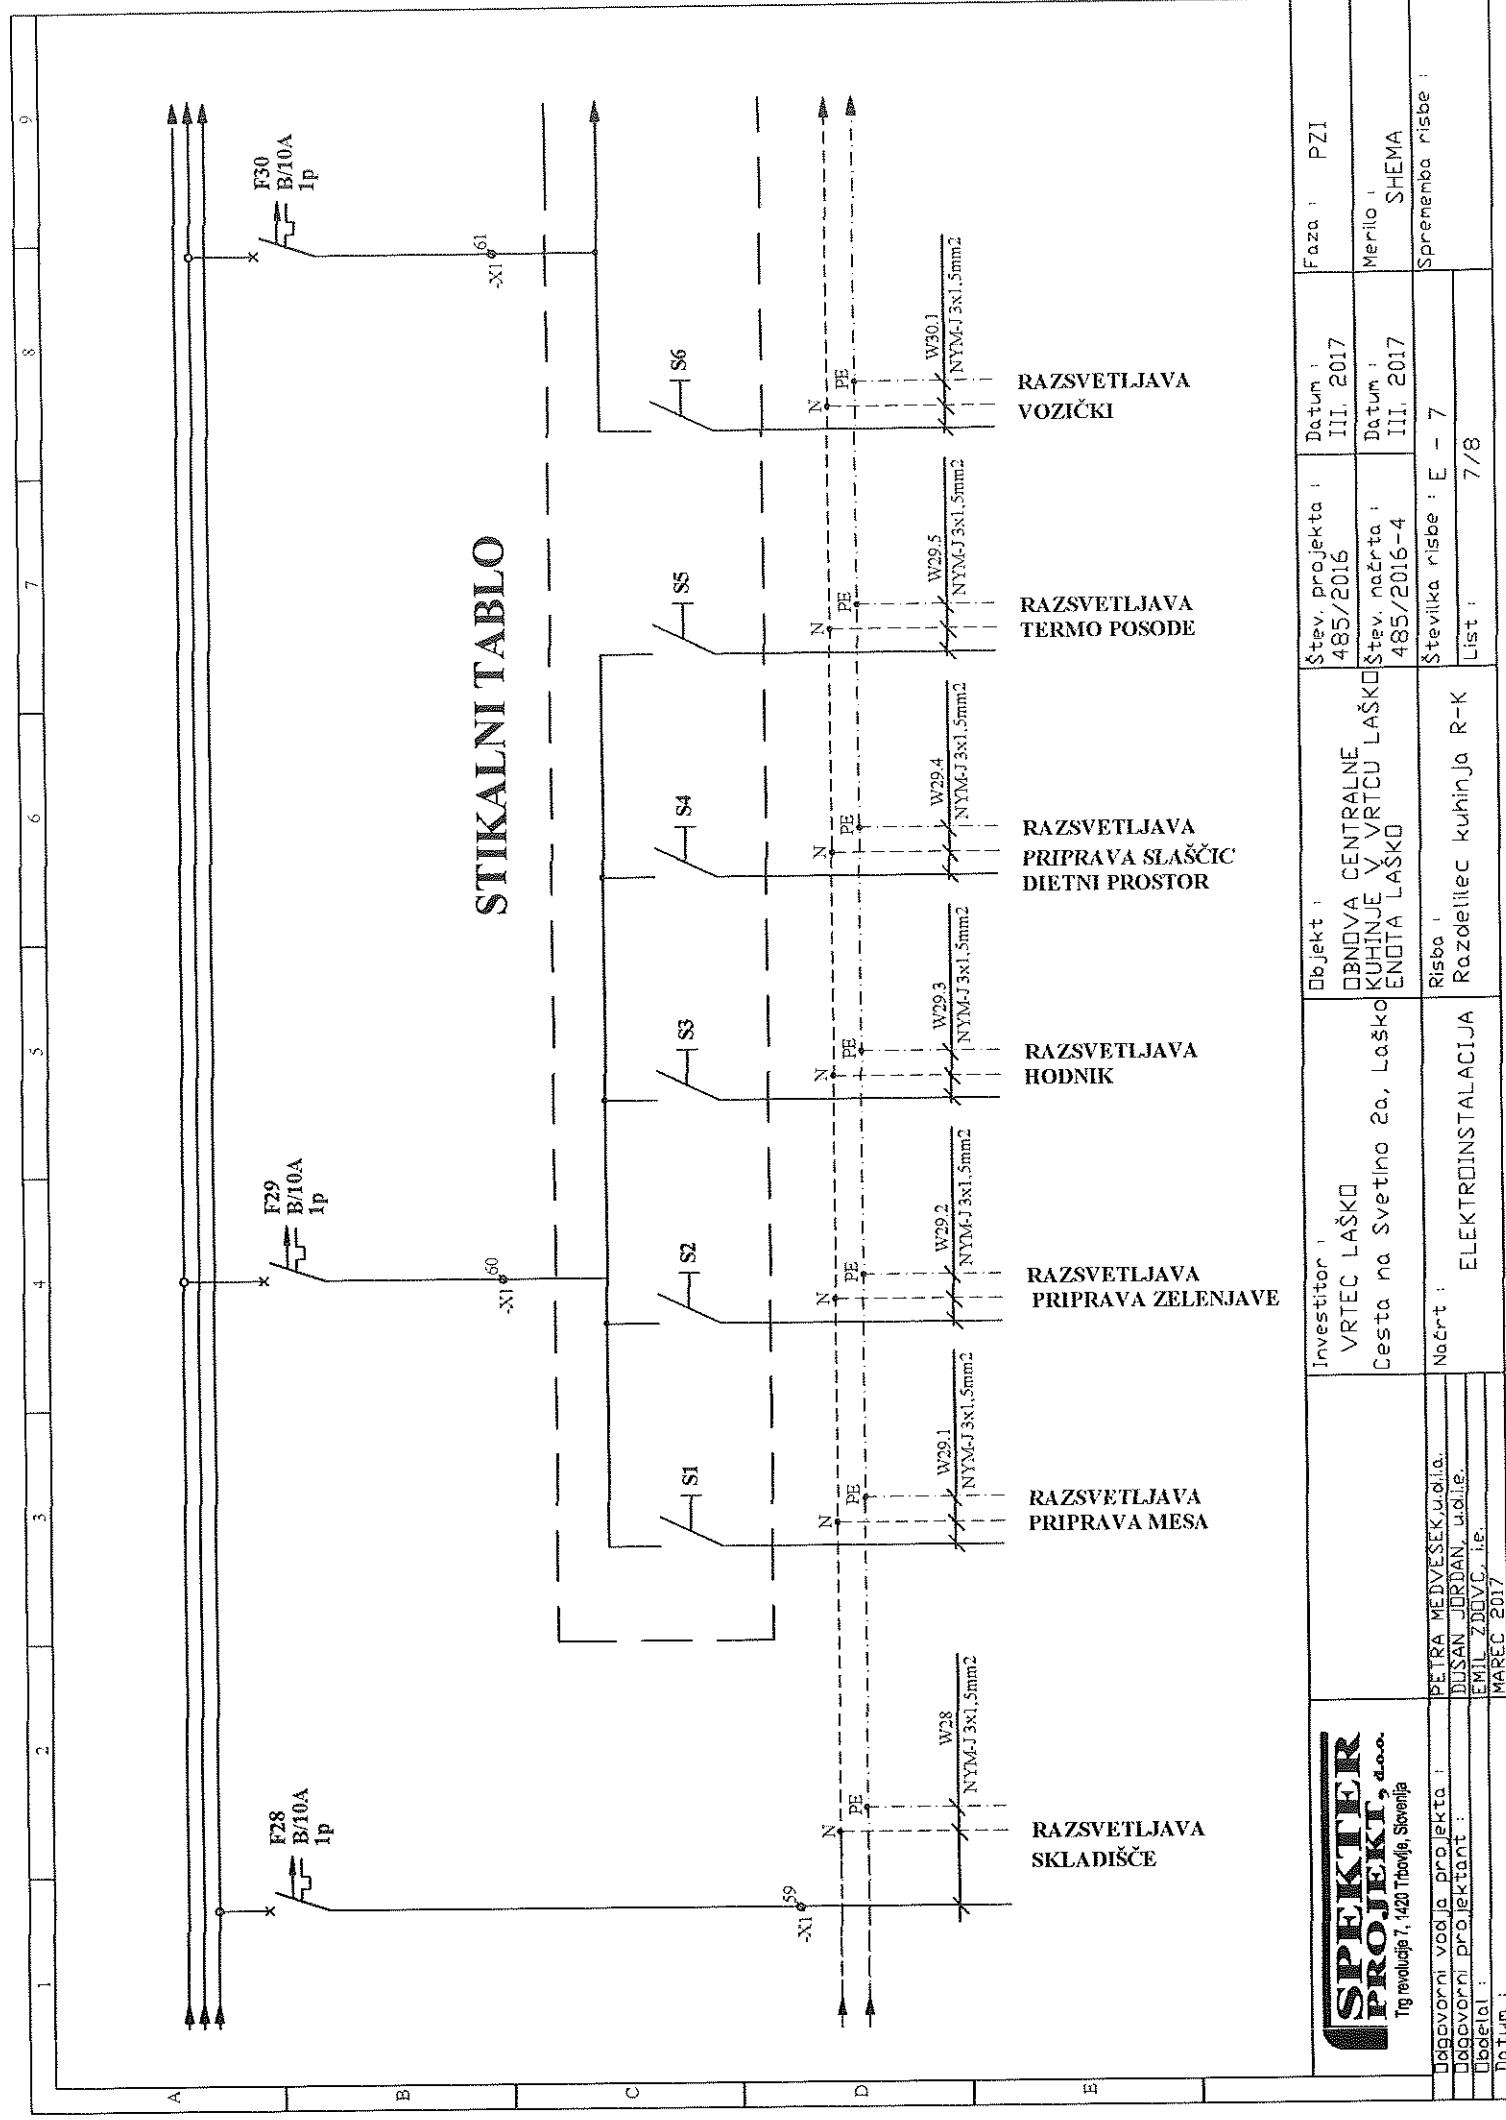 1
2
3
4
5
6
7
8
9
A
B
C
D
E
F28
B/10A
1p
F29
B/10A
1p
F30
B/10A
1p
-X1 59
-X1 60
-X1 61
STIKALNI TABLO
S1
S2
S3
S4
S5
S6
N
PE
W28
NYM-J 3x1,5mm2
RAZSVETLJAVA
SKLADIŠČE
N
PE
W29.1
NYM-J 3x1,5mm2
RAZSVETLJAVA
PRIPRAVA MESA
N
PE
W29.2
NYM-J 3x1,5mm2
RAZSVETLJAVA
PRIPRAVA ZELENJAVE
N
PE
W29.3
NYM-J 3x1,5mm2
RAZSVETLJAVA
HODNIK
N
PE
W29.4
NYM-J 3x1,5mm2
RAZSVETLJAVA
PRIPRAVA SLAŠČIC
DIETNI PROSTOR
N
PE
W29.5
NYM-J 3x1,5mm2
RAZSVETLJAVA
TERMO POSODE
N
PE
W30.1
NYM-J 3x1,5mm2
RAZSVETLJAVA
VOZIČKI
SPEKTER
PROJEKT, d.o.o.
Trg revolucije 7, 1420 Trbovlje, Slovenija
Odgovorni vodja projekta : PETRA MEDVEŠEK,u.d.i.a.
Odgovorni projektant : DUŠAN JORDAN, u.d.i.e.
Obdelal : EMIL ZDOVC, i.e.
Datum : MAREC 2017
Investitor :
VRTEC LAŠKO
Cesta na Svetino 2a, Laško
Načrt :
ELEKTROINSTALACIJA
Objekt :
OBNOVA CENTRALNE
KUHINJE V VRTCU LAŠKO
ENOTA LAŠKO
Risba :
Razdelilec kuhinja R-K
Štev. projekta :
485/2016
Štev. načrta :
485/2016-4
Številka risbe : E - 7
List : 7/8
Datum :
III. 2017
Datum :
III. 2017
Faza : PZI
Merilo :
SHEMA
Sprememba risbe :